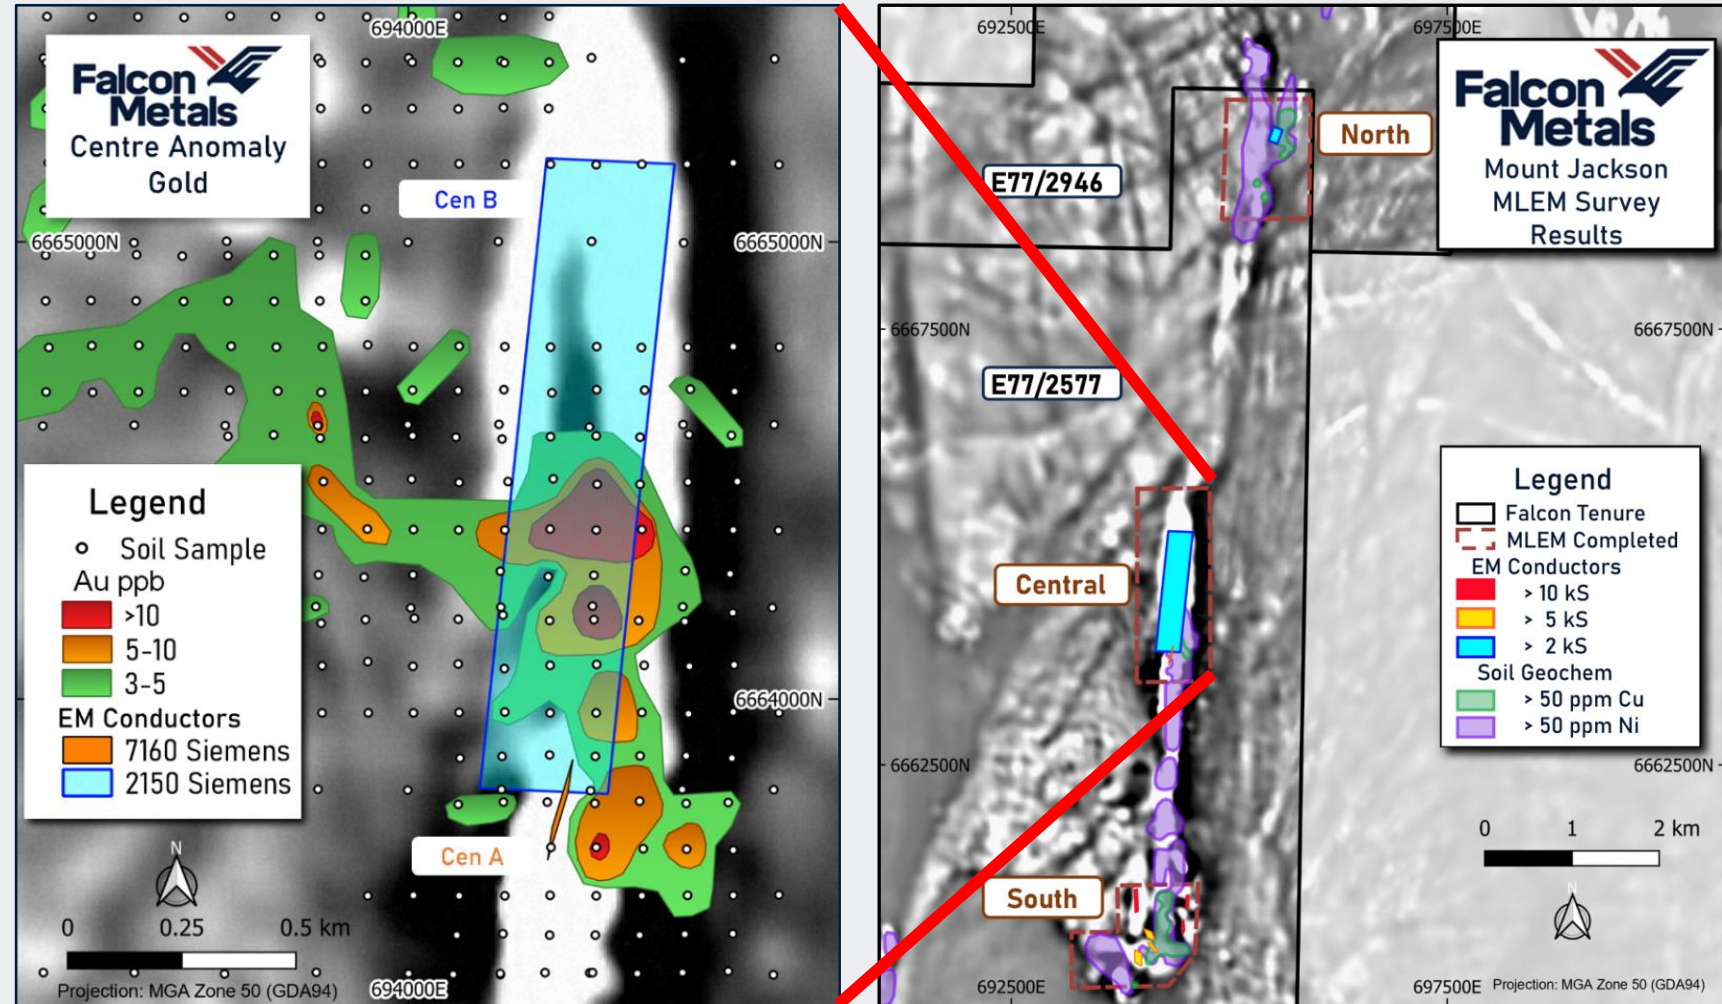 694000E
Falcon
Metals
Centre Anomaly
Gold
Cen B
6665000N
6665000N
Legend
Soil Sample
Au ppb
>10
5-10
3-5
EM Conductors
7160 Siemens
2150 Siemens
6664000N
Cen A
N
0 0.25 0.5 km
Projection: MGA Zone 50 (GDA94)
694000E
692500E
697500E
Falcon
Metals
Mount Jackson
MLEM Survey
Results
North
E77/2946
6667500N
6667500N
E77/2577
Legend
Falcon Tenure
MLEM Completed
EM Conductors
> 10 kS
> 5 kS
> 2 kS
Soil Geochem
> 50 ppm Cu
> 50 ppm Ni
Central
6662500N
6662500N
0 1 2 km
South
N
692500E
697500E
Projection: MGA Zone 50 (GDA94)